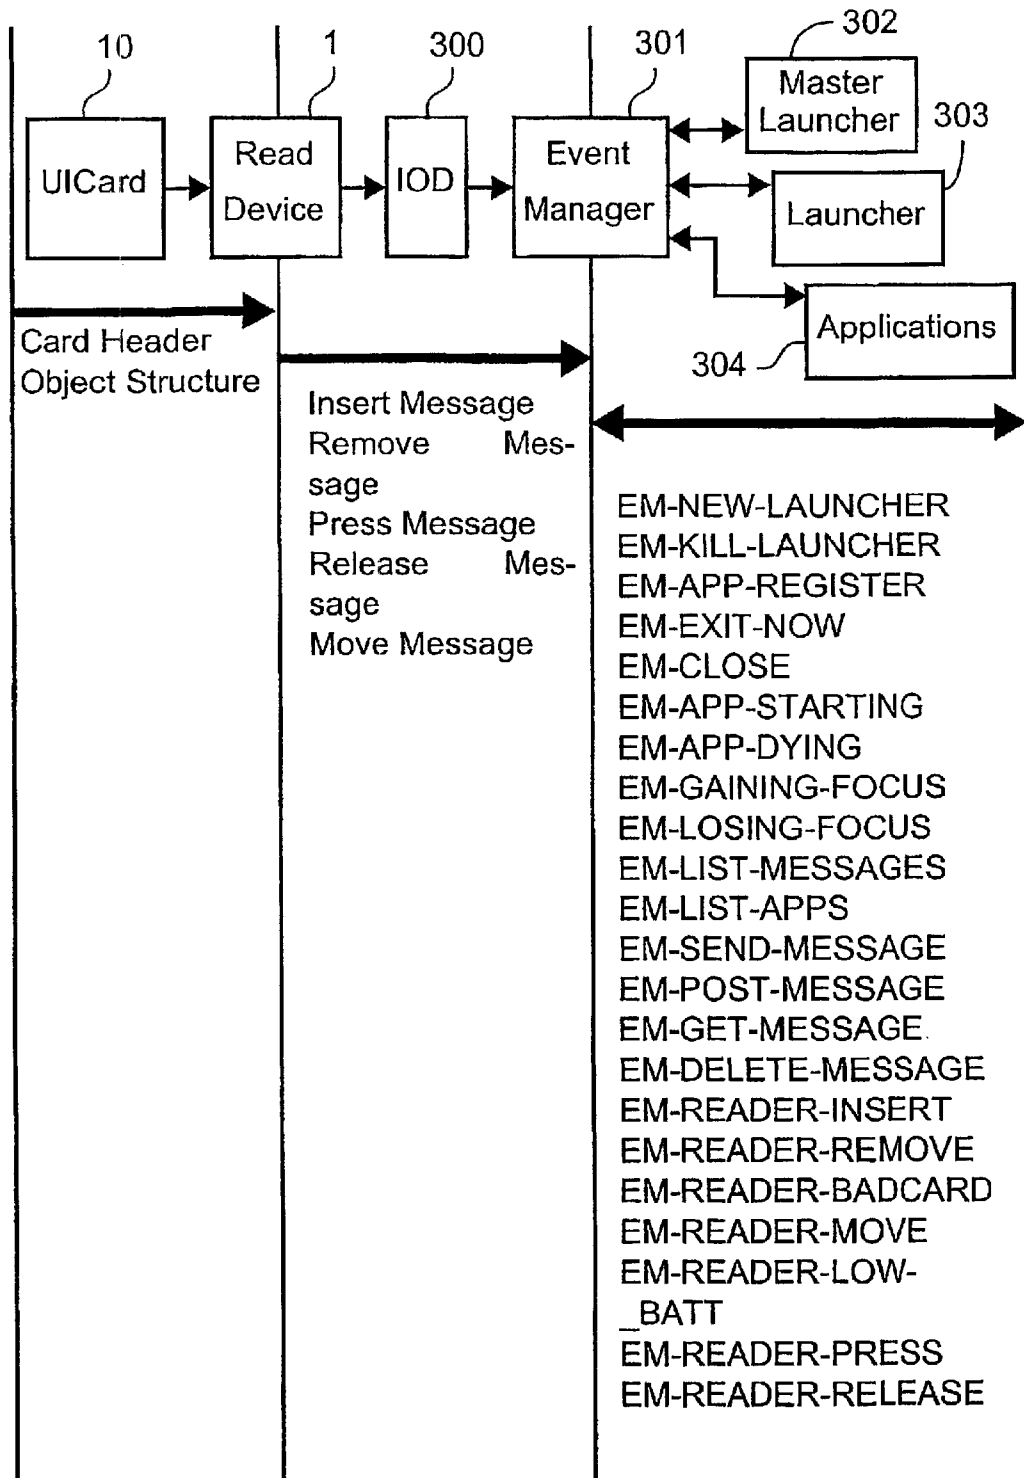 10
1
300
301
302
303
UICard
Read
Device
IOD
Event
Manager
Master
Launcher
Launcher
Applications
304
Card Header
Object Structure
Insert Message
Remove Mes-
sage
Press Message
Release Mes-
sage
Move Message
EM-NEW-LAUNCHER
EM-KILL-LAUNCHER
EM-APP-REGISTER
EM-EXIT-NOW
EM-CLOSE
EM-APP-STARTING
EM-APP-DYING
EM-GAINING-FOCUS
EM-LOSING-FOCUS
EM-LIST-MESSAGES
EM-LIST-APPS
EM-SEND-MESSAGE
EM-POST-MESSAGE
EM-GET-MESSAGE
EM-DELETE-MESSAGE
EM-READER-INSERT
EM-READER-REMOVE
EM-READER-BADCARD
EM-READER-MOVE
EM-READER-LOW-
_BATT
EM-READER-PRESS
EM-READER-RELEASE